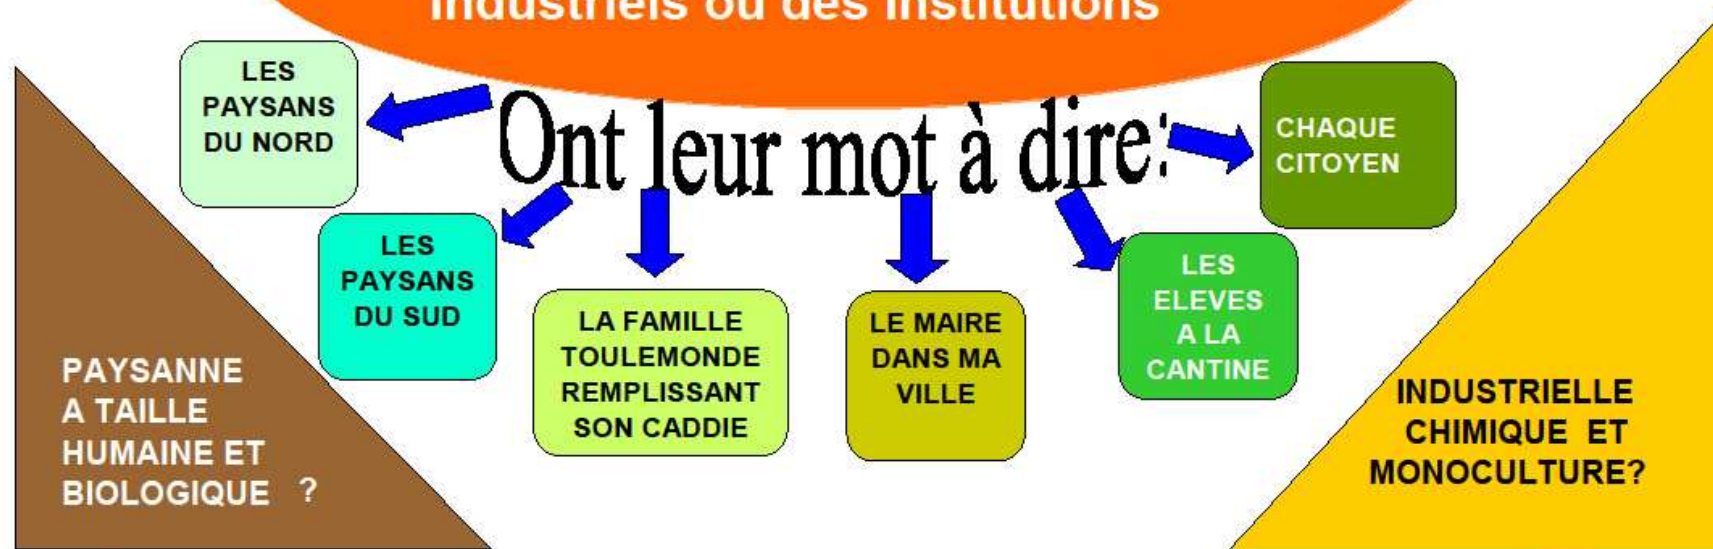 industriels ou des institutions
Ont leur mot à dire:
LES
PAYSANS
DU NORD
LES
PAYSANS
DU SUD
LA FAMILLE
TOULEMONDE
REMPLISSANT
SON CADDIE
LE MAIRE
DANS MA
VILLE
LES
ELEVES
A LA
CANTINE
CHAQUE
CITOYEN
PAYSANNE
A TAILLE
HUMAINE ET
BIOLOGIQUE ?
INDUSTRIELLE
CHIMIQUE ET
MONOCULTURE?